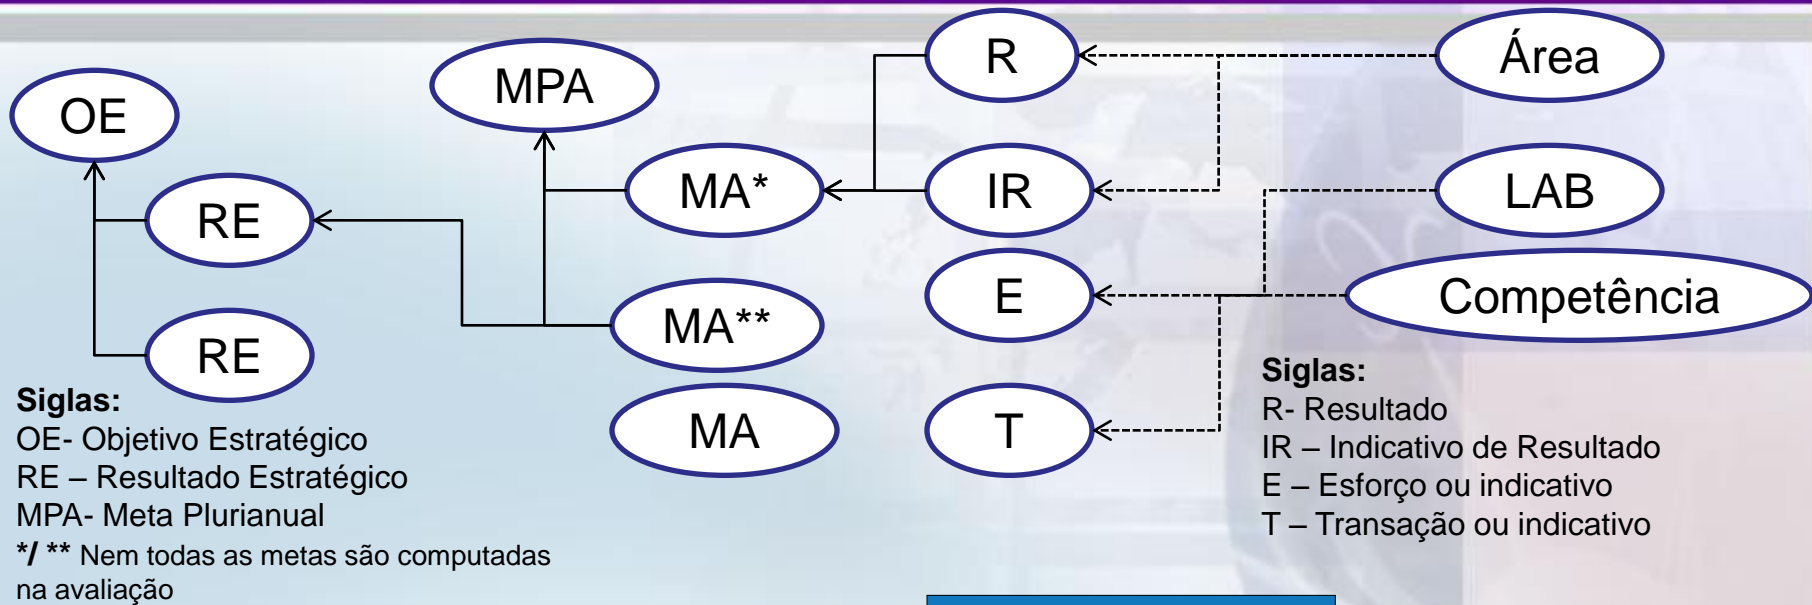 OE
RE
RE
MPA
MA*
MA**
MA
R
IR
E
T
Área
LAB
Competência
Siglas:
OE- Objetivo Estratégico
RE – Resultado Estratégico
MPA- Meta Plurianual
*/ ** Nem todas as metas são computadas
na avaliação
Siglas:
R- Resultado
IR – Indicativo de Resultado
E – Esforço ou indicativo
T – Transação ou indicativo